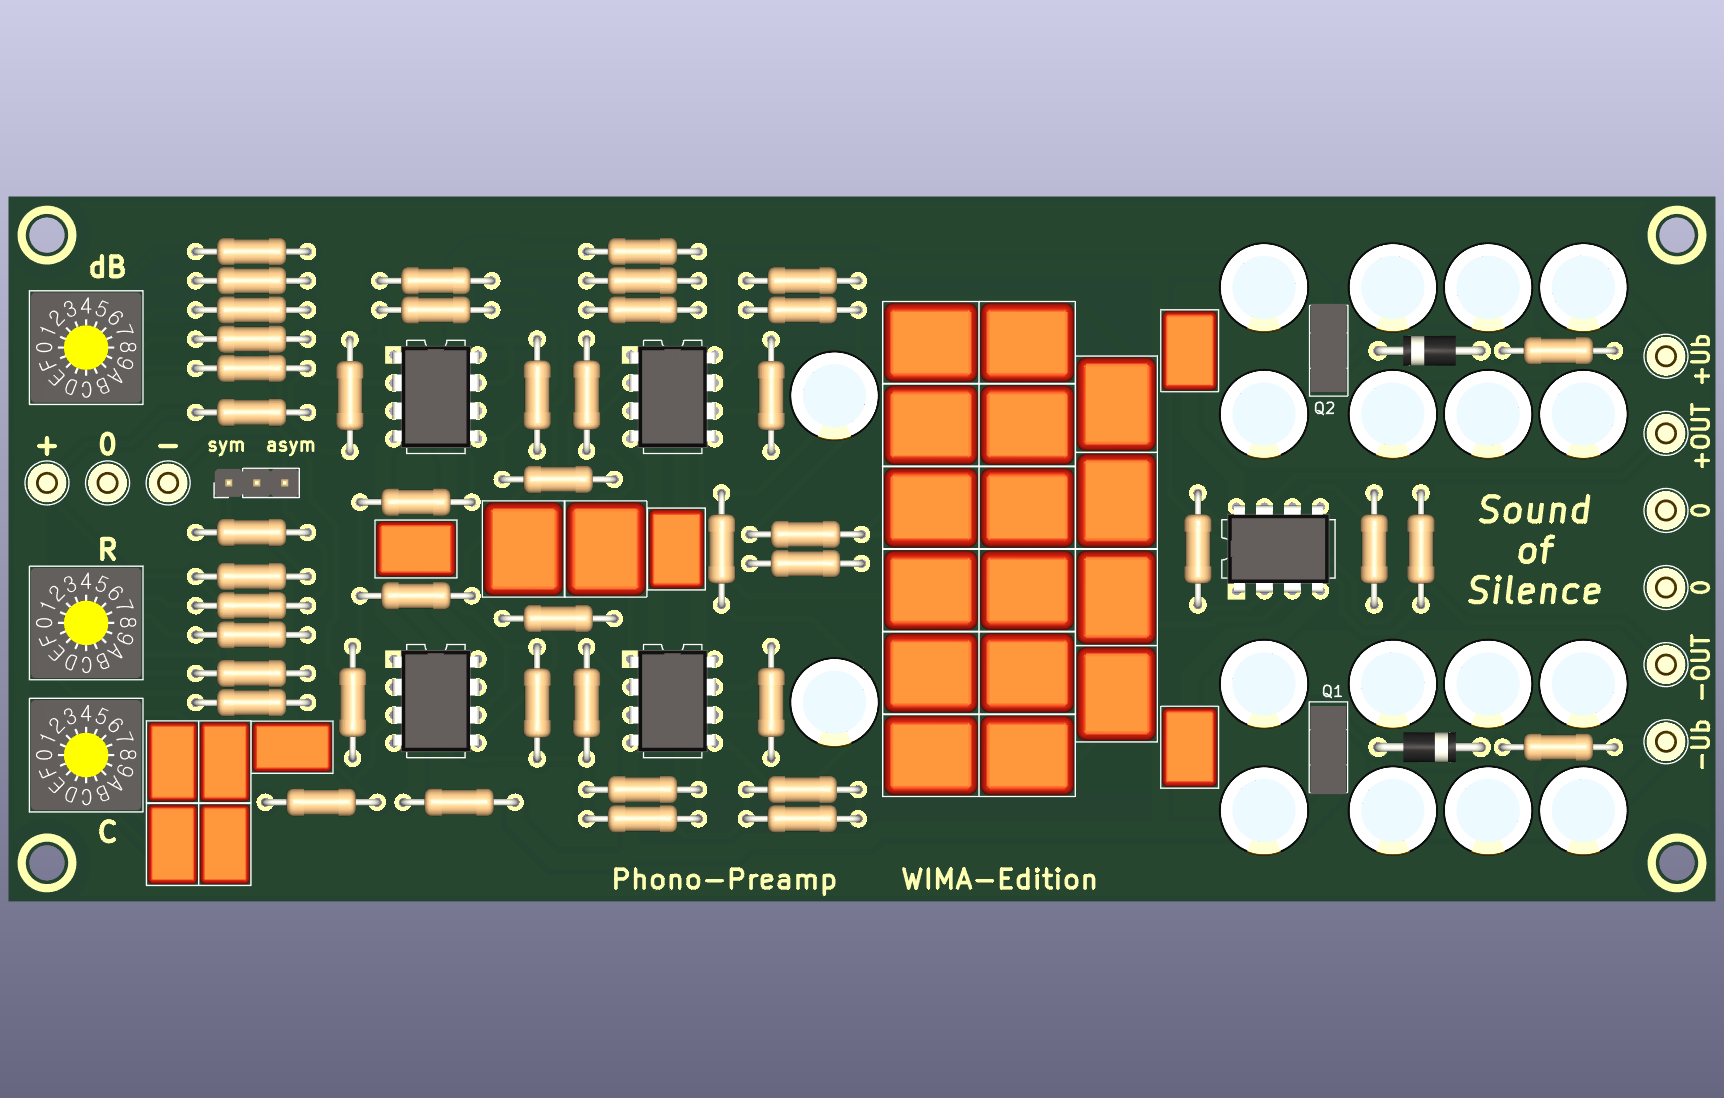 dB
0123456789ABCDEF
+ 0 −
sym asym
R
0123456789ABCDEF
0123456789ABCDEF
C
Phono-Preamp WIMA-Edition
Q2
Q1
Sound
of
Silence
+Ub
+OUT
0
0
-OUT
-Ub